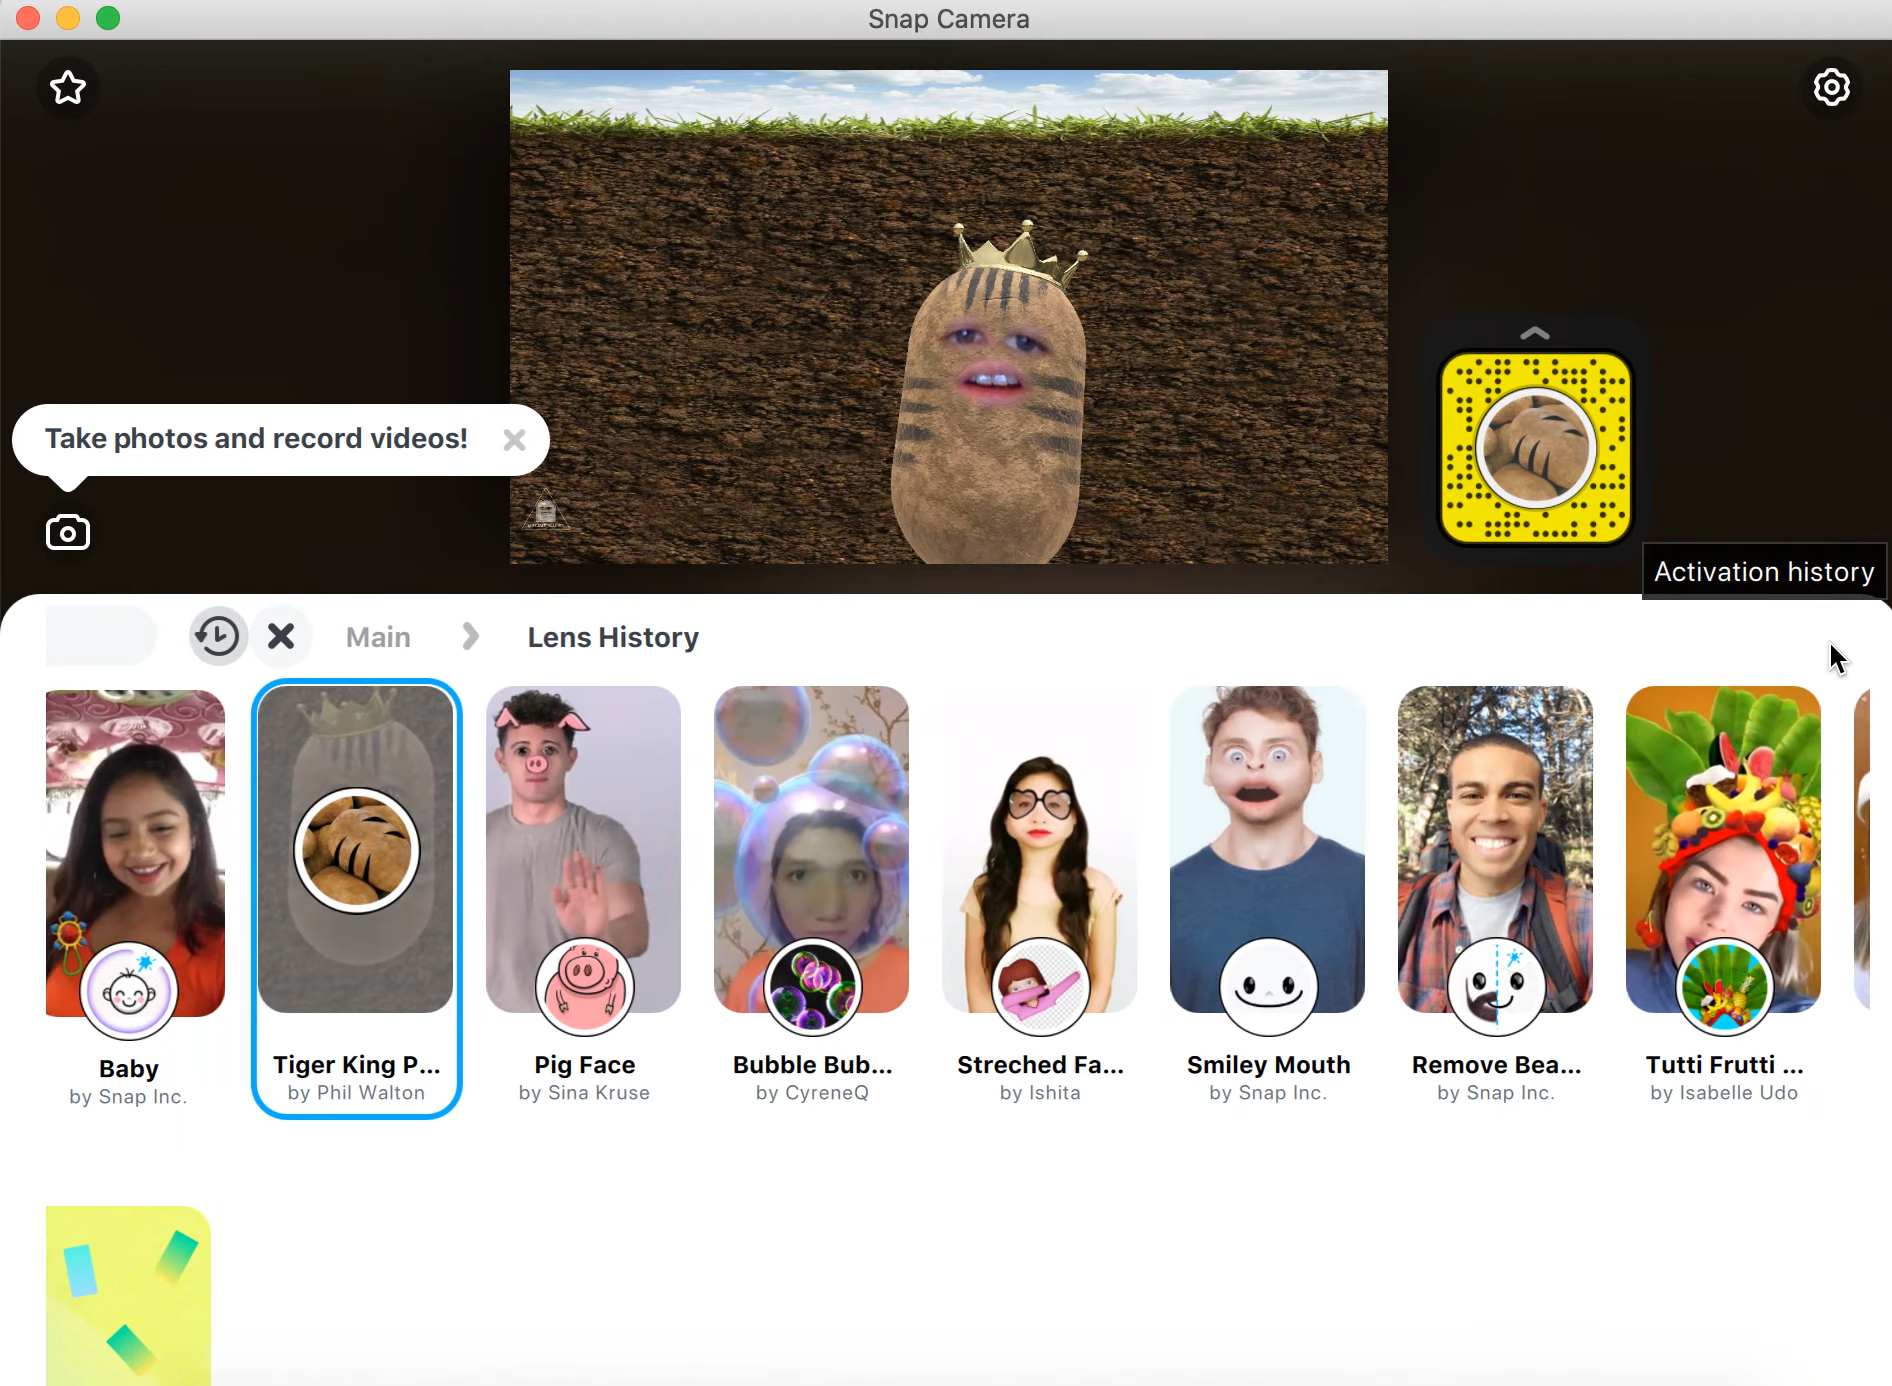 Snap Camera
Take photos and record videos!
Activation history
Main
Lens History
Baby
by Snap Inc.
Tiger King P...
by Phil Walton
Pig Face
by Sina Kruse
Bubble Bub...
by CyreneQ
Streched Fa...
by Ishita
Smiley Mouth
by Snap Inc.
Remove Bea...
by Snap Inc.
Tutti Frutti ...
by Isabelle Udo